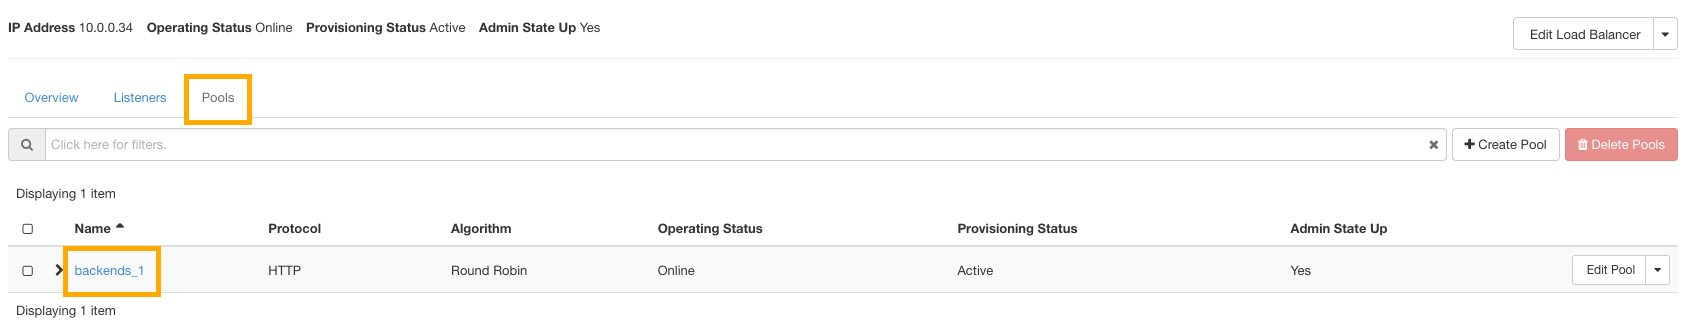 IP Address 10.0.0.34 Operating Status Online Provisioning Status Active Admin State Up Yes
Edit Load Balancer
Overview Listeners Pools
Click here for filters. Create Pool Delete Pools
Displaying 1 item
Name Protocol Algorithm Operating Status Provisioning Status Admin State Up
backends_1 HTTP Round Robin Online Active Yes Edit Pool
Displaying 1 item